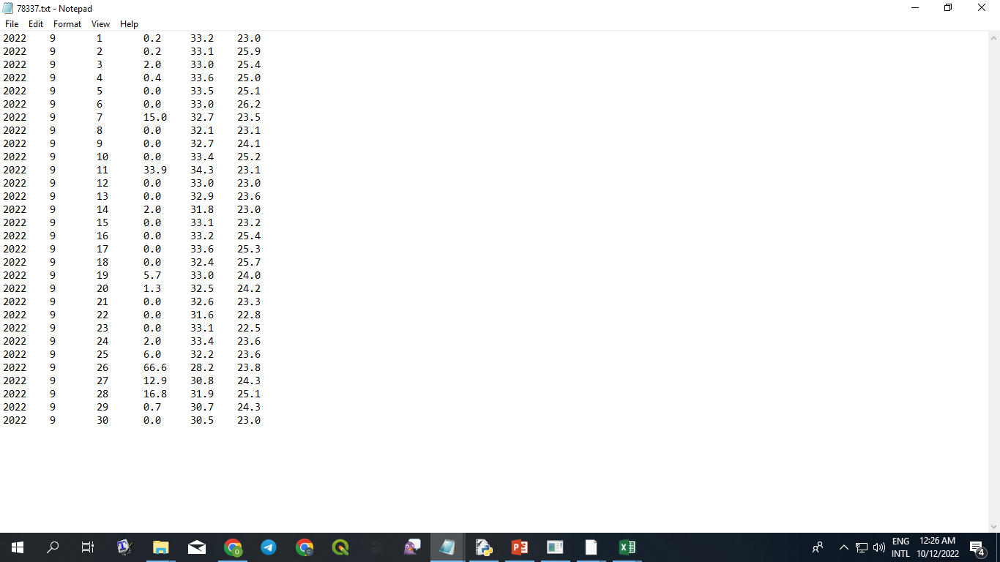 78337.txt - Notepad
File Edit Format View Help
2022 9 1 0.2 33.2 23.0
2022 9 2 0.2 33.1 25.9
2022 9 3 2.0 33.0 25.4
2022 9 4 0.4 33.6 25.0
2022 9 5 0.0 33.5 25.1
2022 9 6 0.0 33.0 26.2
2022 9 7 15.0 32.7 23.5
2022 9 8 0.0 32.1 23.1
2022 9 9 0.0 32.7 24.1
2022 9 10 0.0 33.4 25.2
2022 9 11 33.9 34.3 23.1
2022 9 12 0.0 33.0 23.0
2022 9 13 0.0 32.9 23.6
2022 9 14 2.0 31.8 23.0
2022 9 15 0.0 33.1 23.2
2022 9 16 0.0 33.2 25.4
2022 9 17 0.0 33.6 25.3
2022 9 18 0.0 32.4 25.7
2022 9 19 5.7 33.0 24.0
2022 9 20 1.3 32.5 24.2
2022 9 21 0.0 32.6 23.3
2022 9 22 0.0 31.6 22.8
2022 9 23 0.0 33.1 22.5
2022 9 24 2.0 33.4 23.6
2022 9 25 6.0 32.2 23.6
2022 9 26 66.6 28.2 23.8
2022 9 27 12.9 30.8 24.3
2022 9 28 16.8 31.9 25.1
2022 9 29 0.7 30.7 24.3
2022 9 30 0.0 30.5 23.0
ENG 12:26 AM
INTL 10/12/2022 4